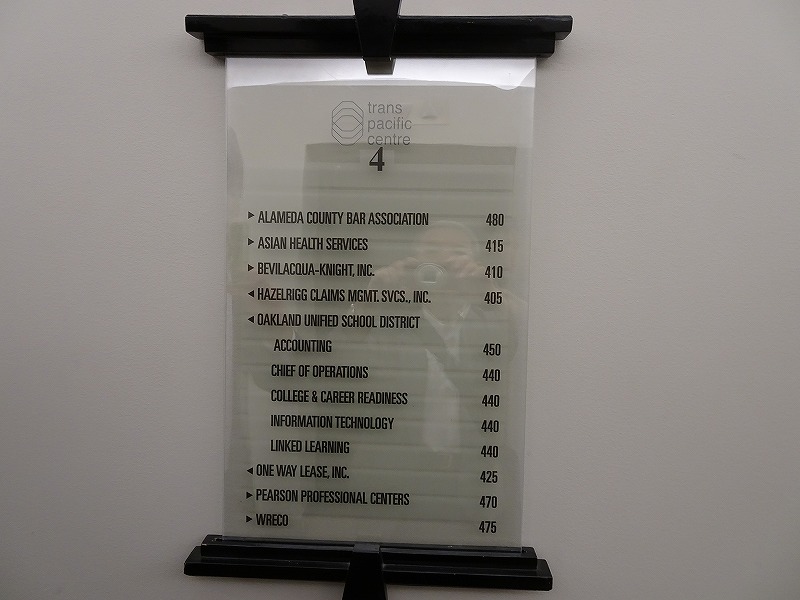 trans
pacific
centre
4
▶ ALAMEDA COUNTY BAR ASSOCIATION 480
▶ ASIAN HEALTH SERVICES 415
▶ BEVILACQUA-KNIGHT, INC. 410
◀ HAZELRIGG CLAIMS MGMT. SVCS., INC. 405
◀ OAKLAND UNIFIED SCHOOL DISTRICT
ACCOUNTING 450
CHIEF OF OPERATIONS 440
COLLEGE & CAREER READINESS 440
INFORMATION TECHNOLOGY 440
LINKED LEARNING 440
◀ ONE WAY LEASE, INC. 425
▶ PEARSON PROFESSIONAL CENTERS 470
▶ WRECO 475